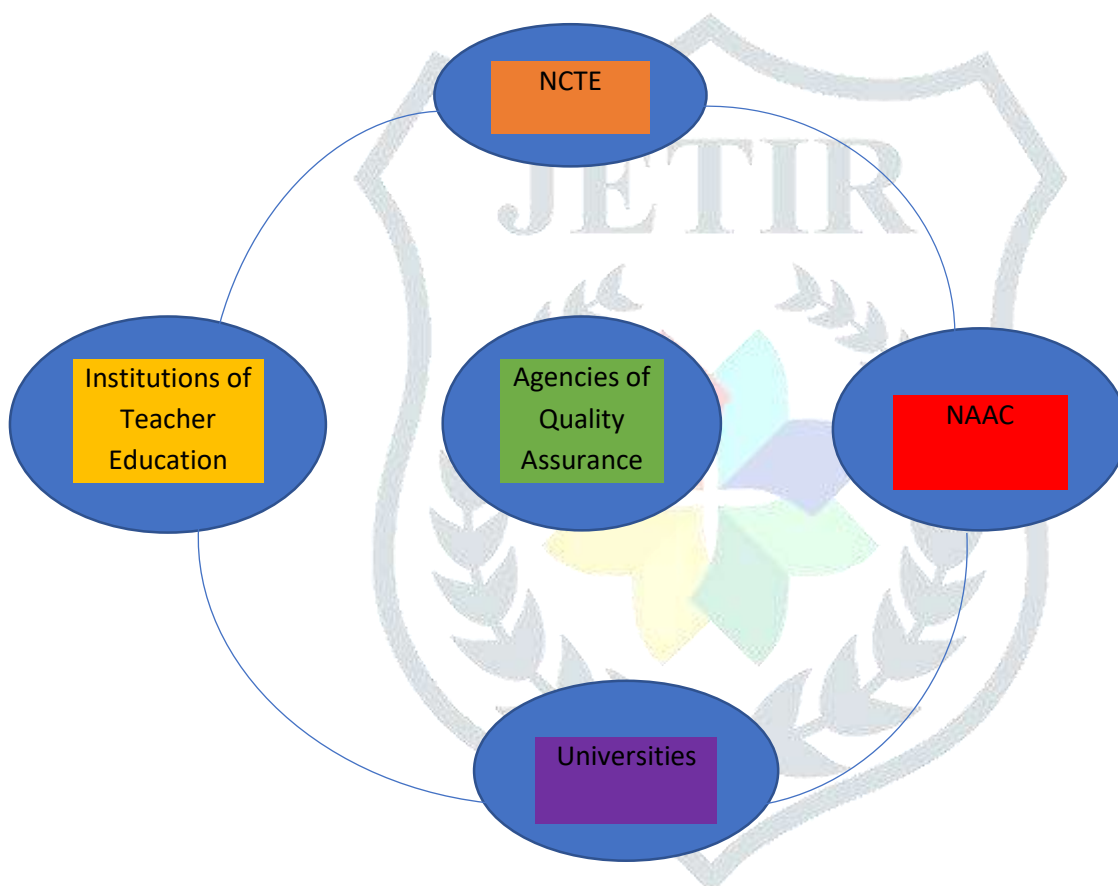 NCTE
JETIR
Institutions of
Teacher
Education
Agencies of
Quality
Assurance
NAAC
Universities